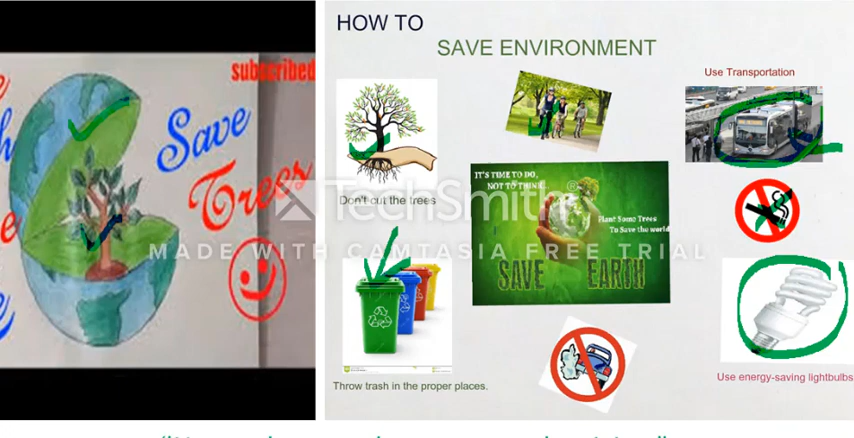 subscribed
Save
Trees
HOW TO
SAVE ENVIRONMENT
Use Transportation
IT'S TIME TO DO,
NOT TO THINK...
Don't cut the trees
Plant Some Trees
To Save the world
TechSmith®
MADE WITH CAMTASIA FREE TRIAL
SAVE EARTH
Throw trash in the proper places.
Use energy-saving lightbulbs